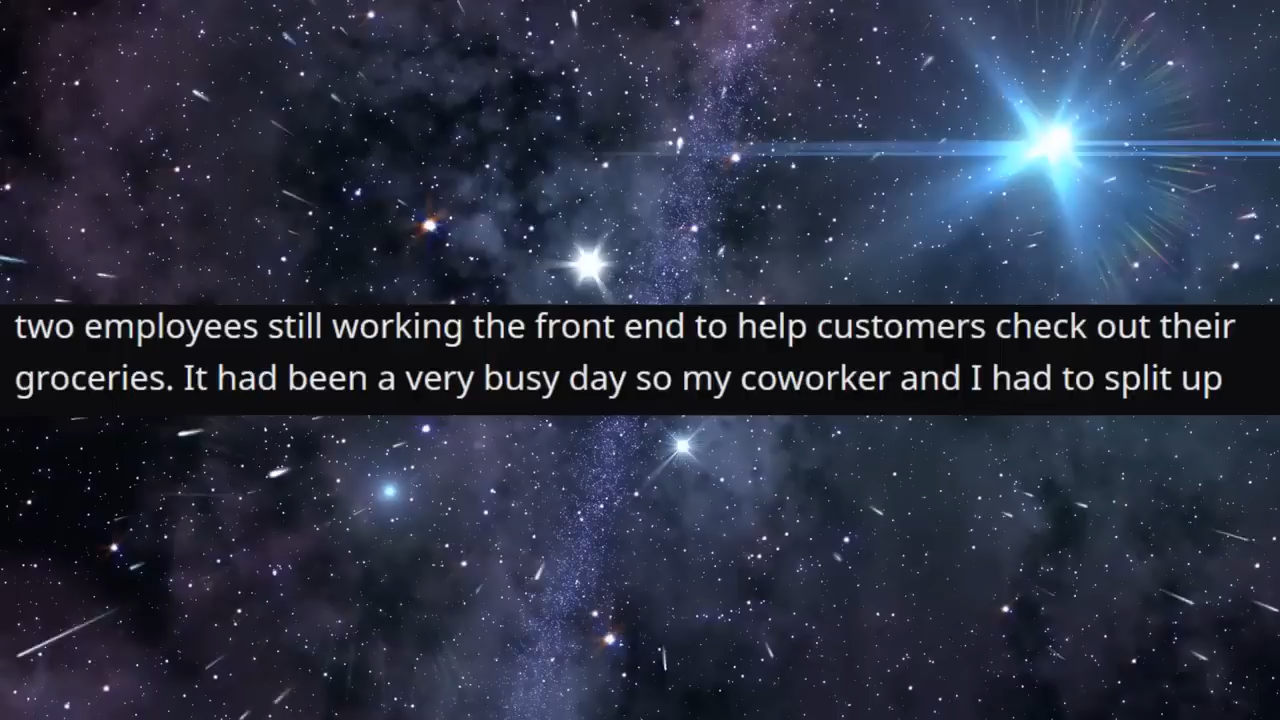 two employees still working the front end to help customers check out their
groceries. It had been a very busy day so my coworker and I had to split up